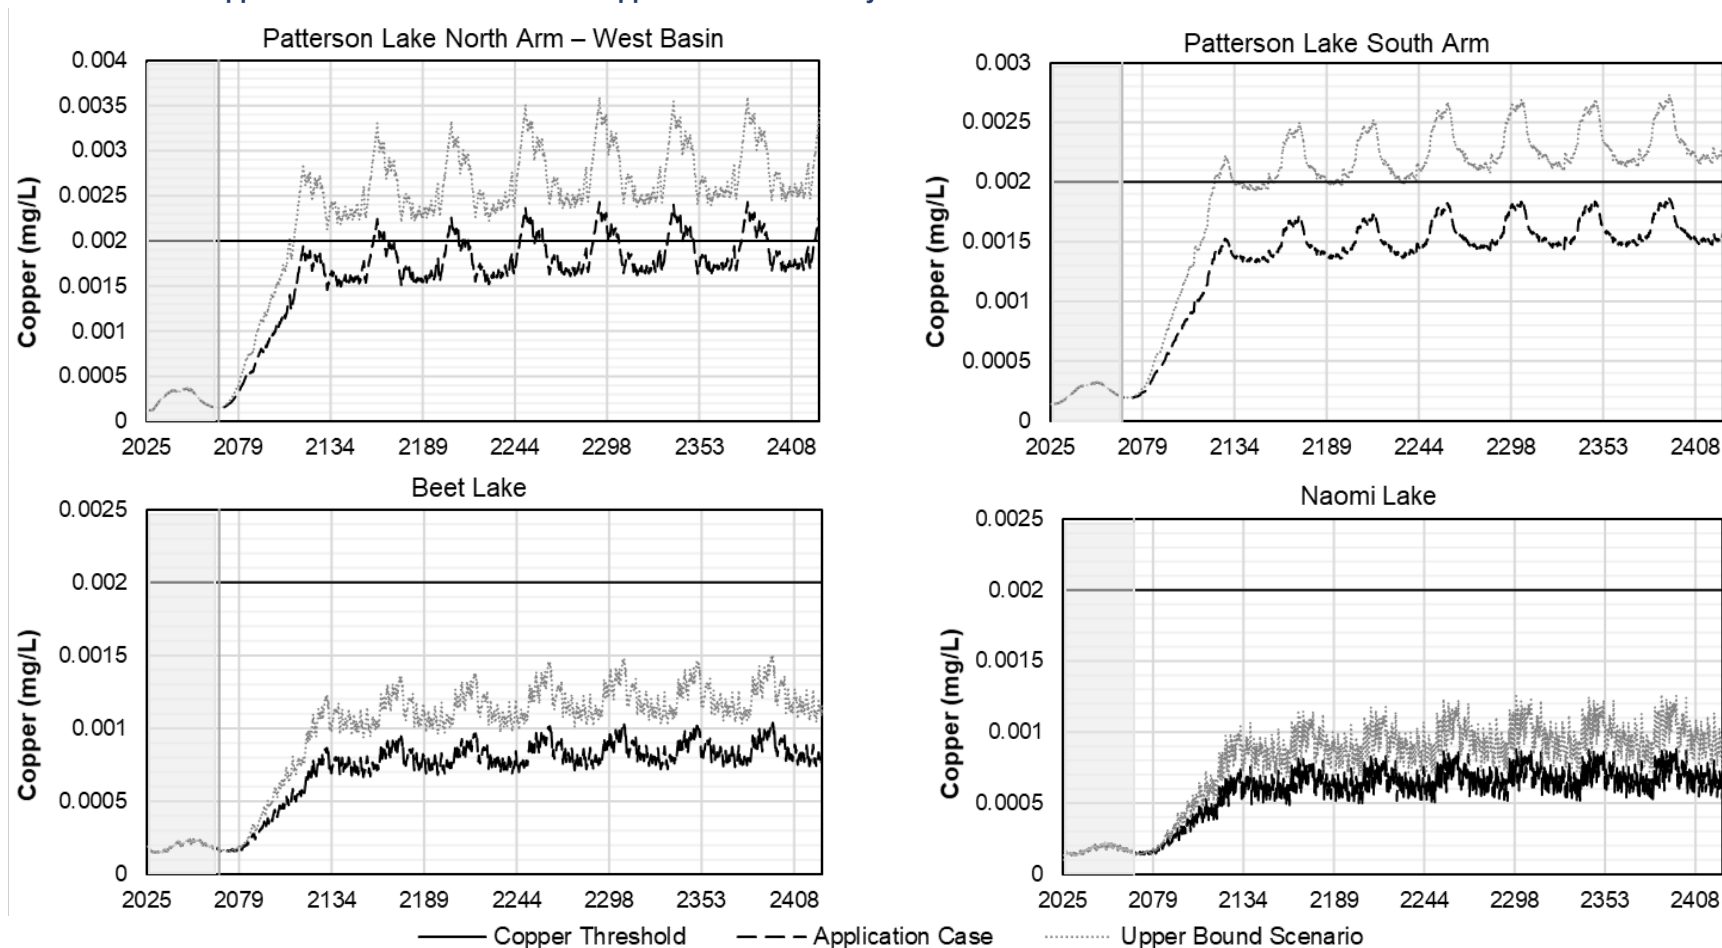 Patterson Lake North Arm – West Basin
0.004
0.0035
0.003
0.0025
0.002
0.0015
0.001
0.0005
0
Copper (mg/L)
2025 2079 2134 2189 2244 2298 2353 2408
Patterson Lake South Arm
0.003
0.0025
0.002
0.0015
0.001
0.0005
0
Copper (mg/L)
2025 2079 2134 2189 2244 2298 2353 2408
Beet Lake
0.0025
0.002
0.0015
0.001
0.0005
0
Copper (mg/L)
2025 2079 2134 2189 2244 2298 2353 2408
Naomi Lake
0.0025
0.002
0.0015
0.001
0.0005
0
Copper (mg/L)
2025 2079 2134 2189 2244 2298 2353 2408
Copper Threshold Application Case Upper Bound Scenario